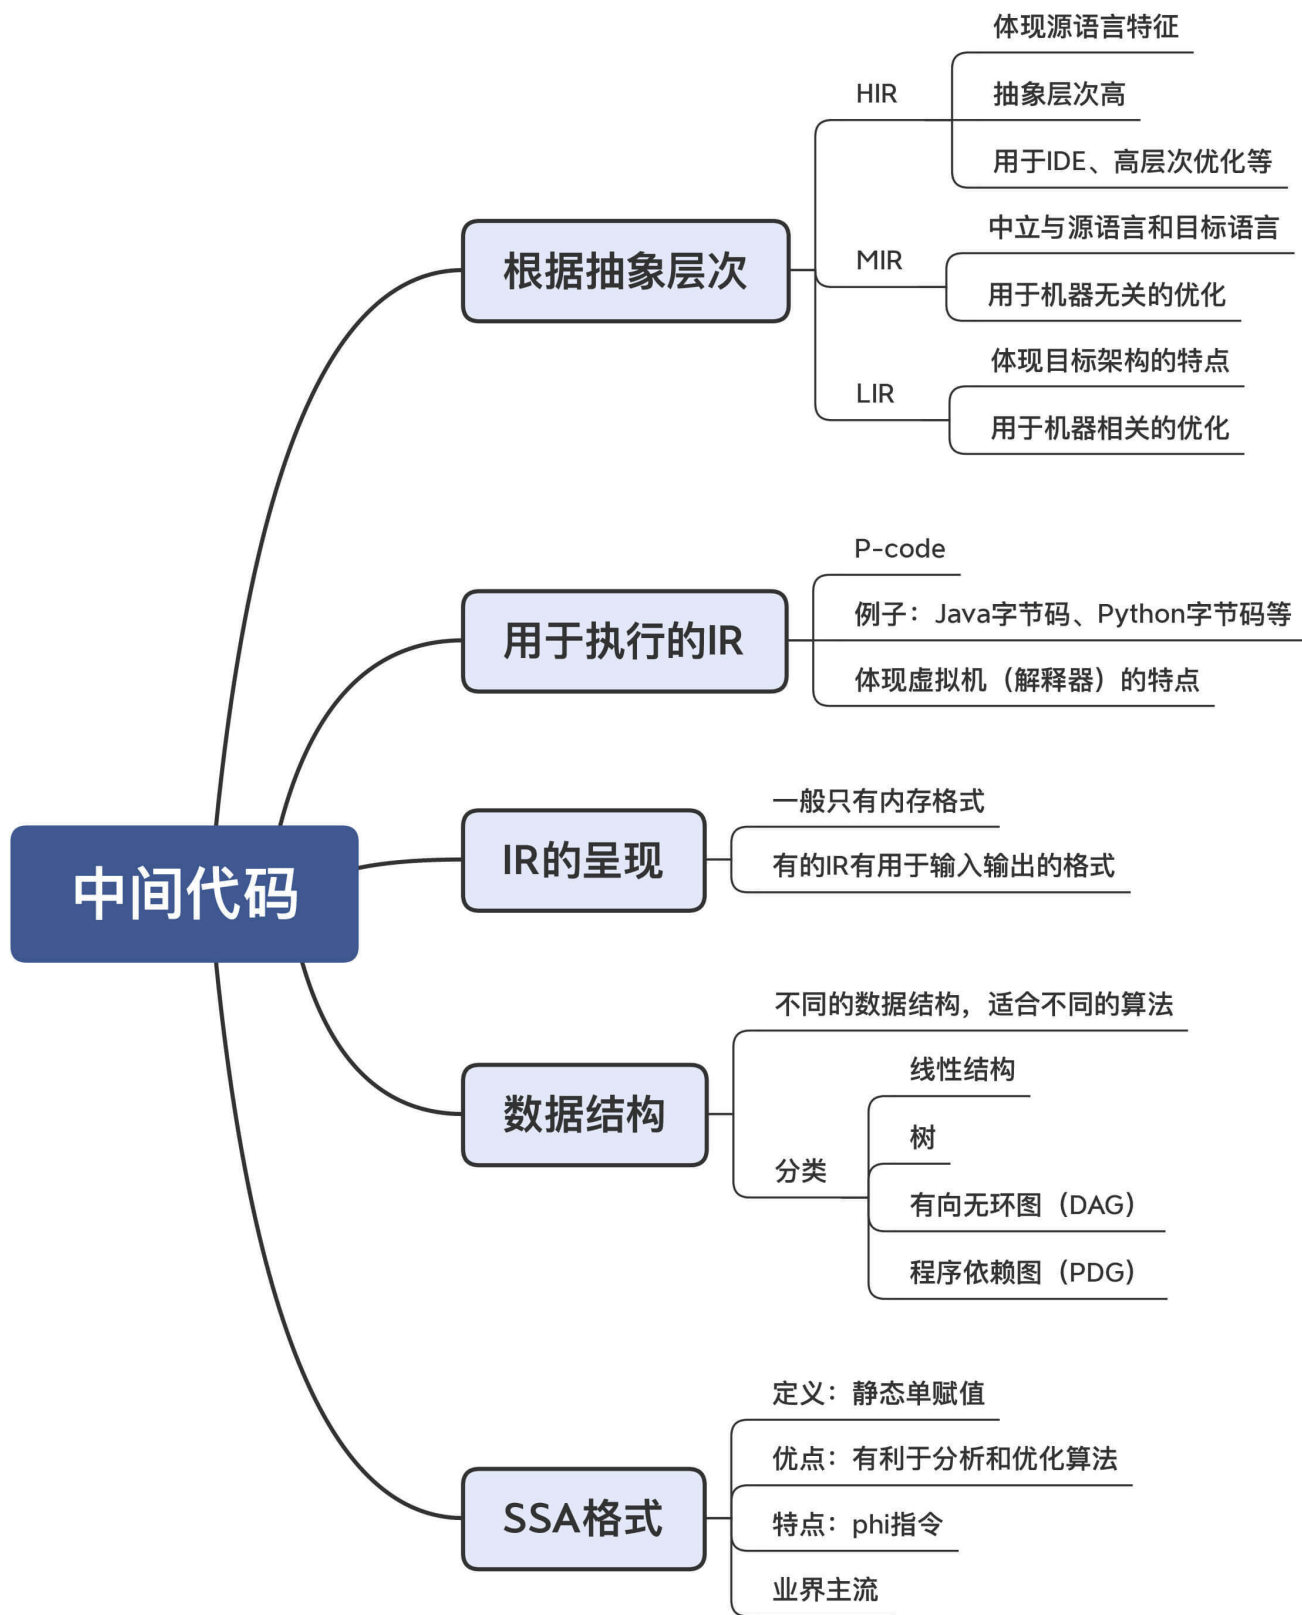 中间代码
根据抽象层次
HIR
体现源语言特征
抽象层次高
用于IDE、高层次优化等
MIR
中立与源语言和目标语言
用于机器无关的优化
LIR
体现目标架构的特点
用于机器相关的优化
用于执行的IR
P-code
例子：Java字节码、Python字节码等
体现虚拟机（解释器）的特点
IR的呈现
一般只有内存格式
有的IR有用于输入输出的格式
数据结构
不同的数据结构，适合不同的算法
分类
线性结构
树
有向无环图（DAG）
程序依赖图（PDG）
SSA格式
定义：静态单赋值
优点：有利于分析和优化算法
特点：phi指令
业界主流